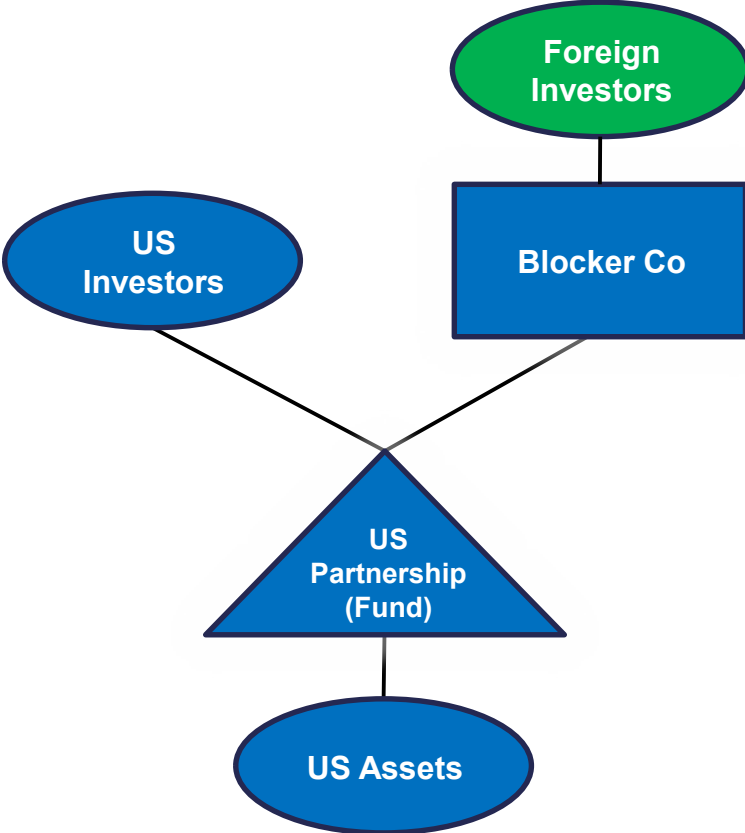 Foreign
Investors
US
Investors
Blocker Co
US
Partnership
(Fund)
US Assets